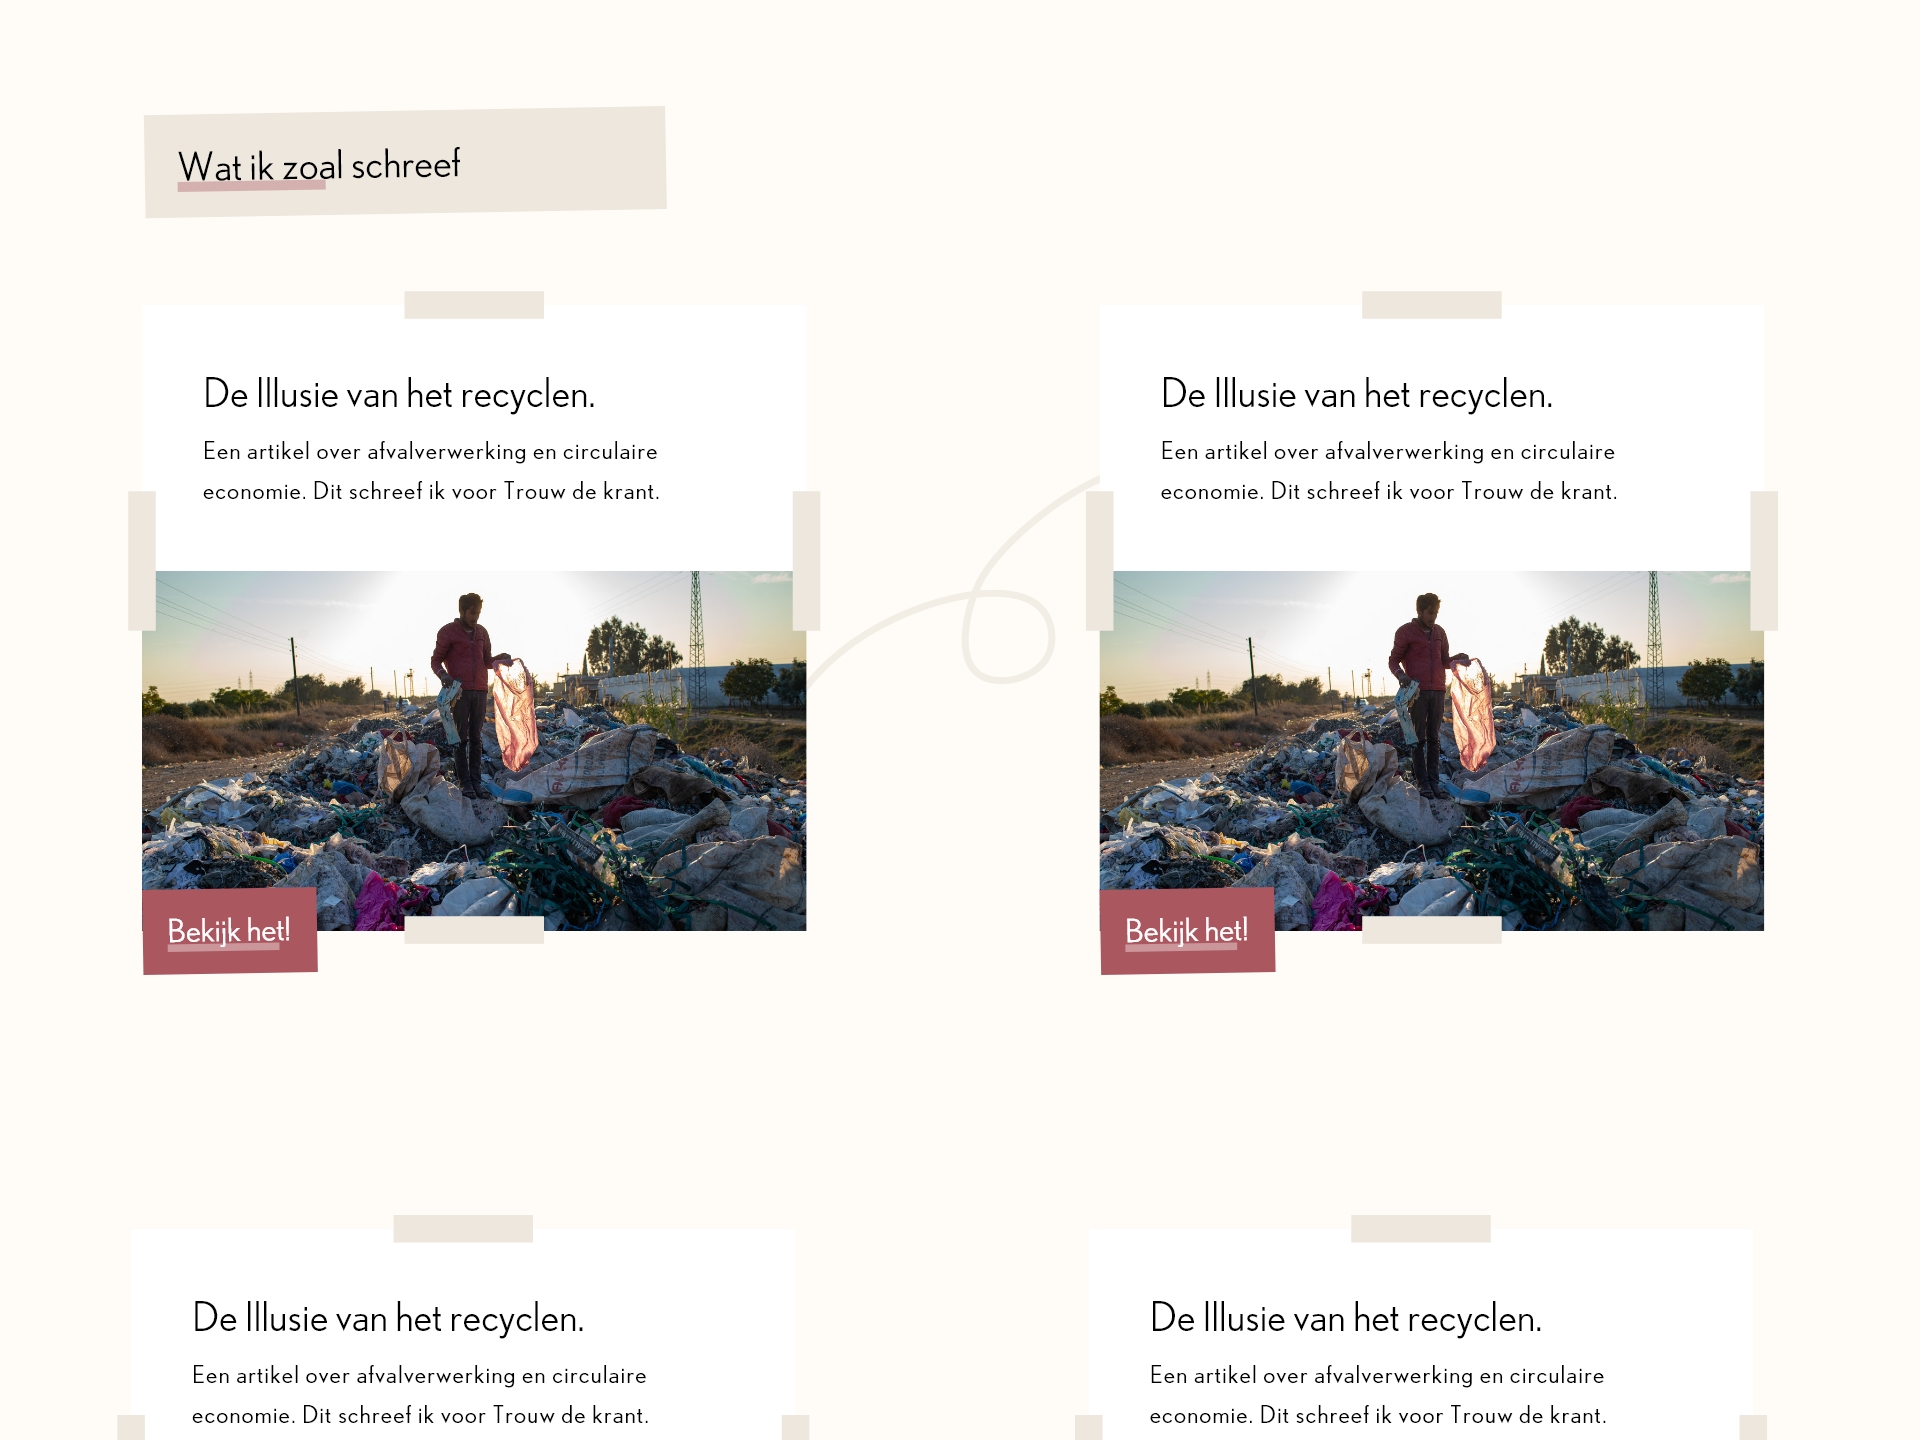 Wat ik zoal schreef
De Illusie van het recyclen.
Een artikel over afvalverwerking en circulaire
economie. Dit schreef ik voor Trouw de krant.
Bekijk het!
De Illusie van het recyclen.
Een artikel over afvalverwerking en circulaire
economie. Dit schreef ik voor Trouw de krant.
Bekijk het!
De Illusie van het recyclen.
Een artikel over afvalverwerking en circulaire
economie. Dit schreef ik voor Trouw de krant.
De Illusie van het recyclen.
Een artikel over afvalverwerking en circulaire
economie. Dit schreef ik voor Trouw de krant.